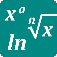 xᵃ
ln ⁿ√x